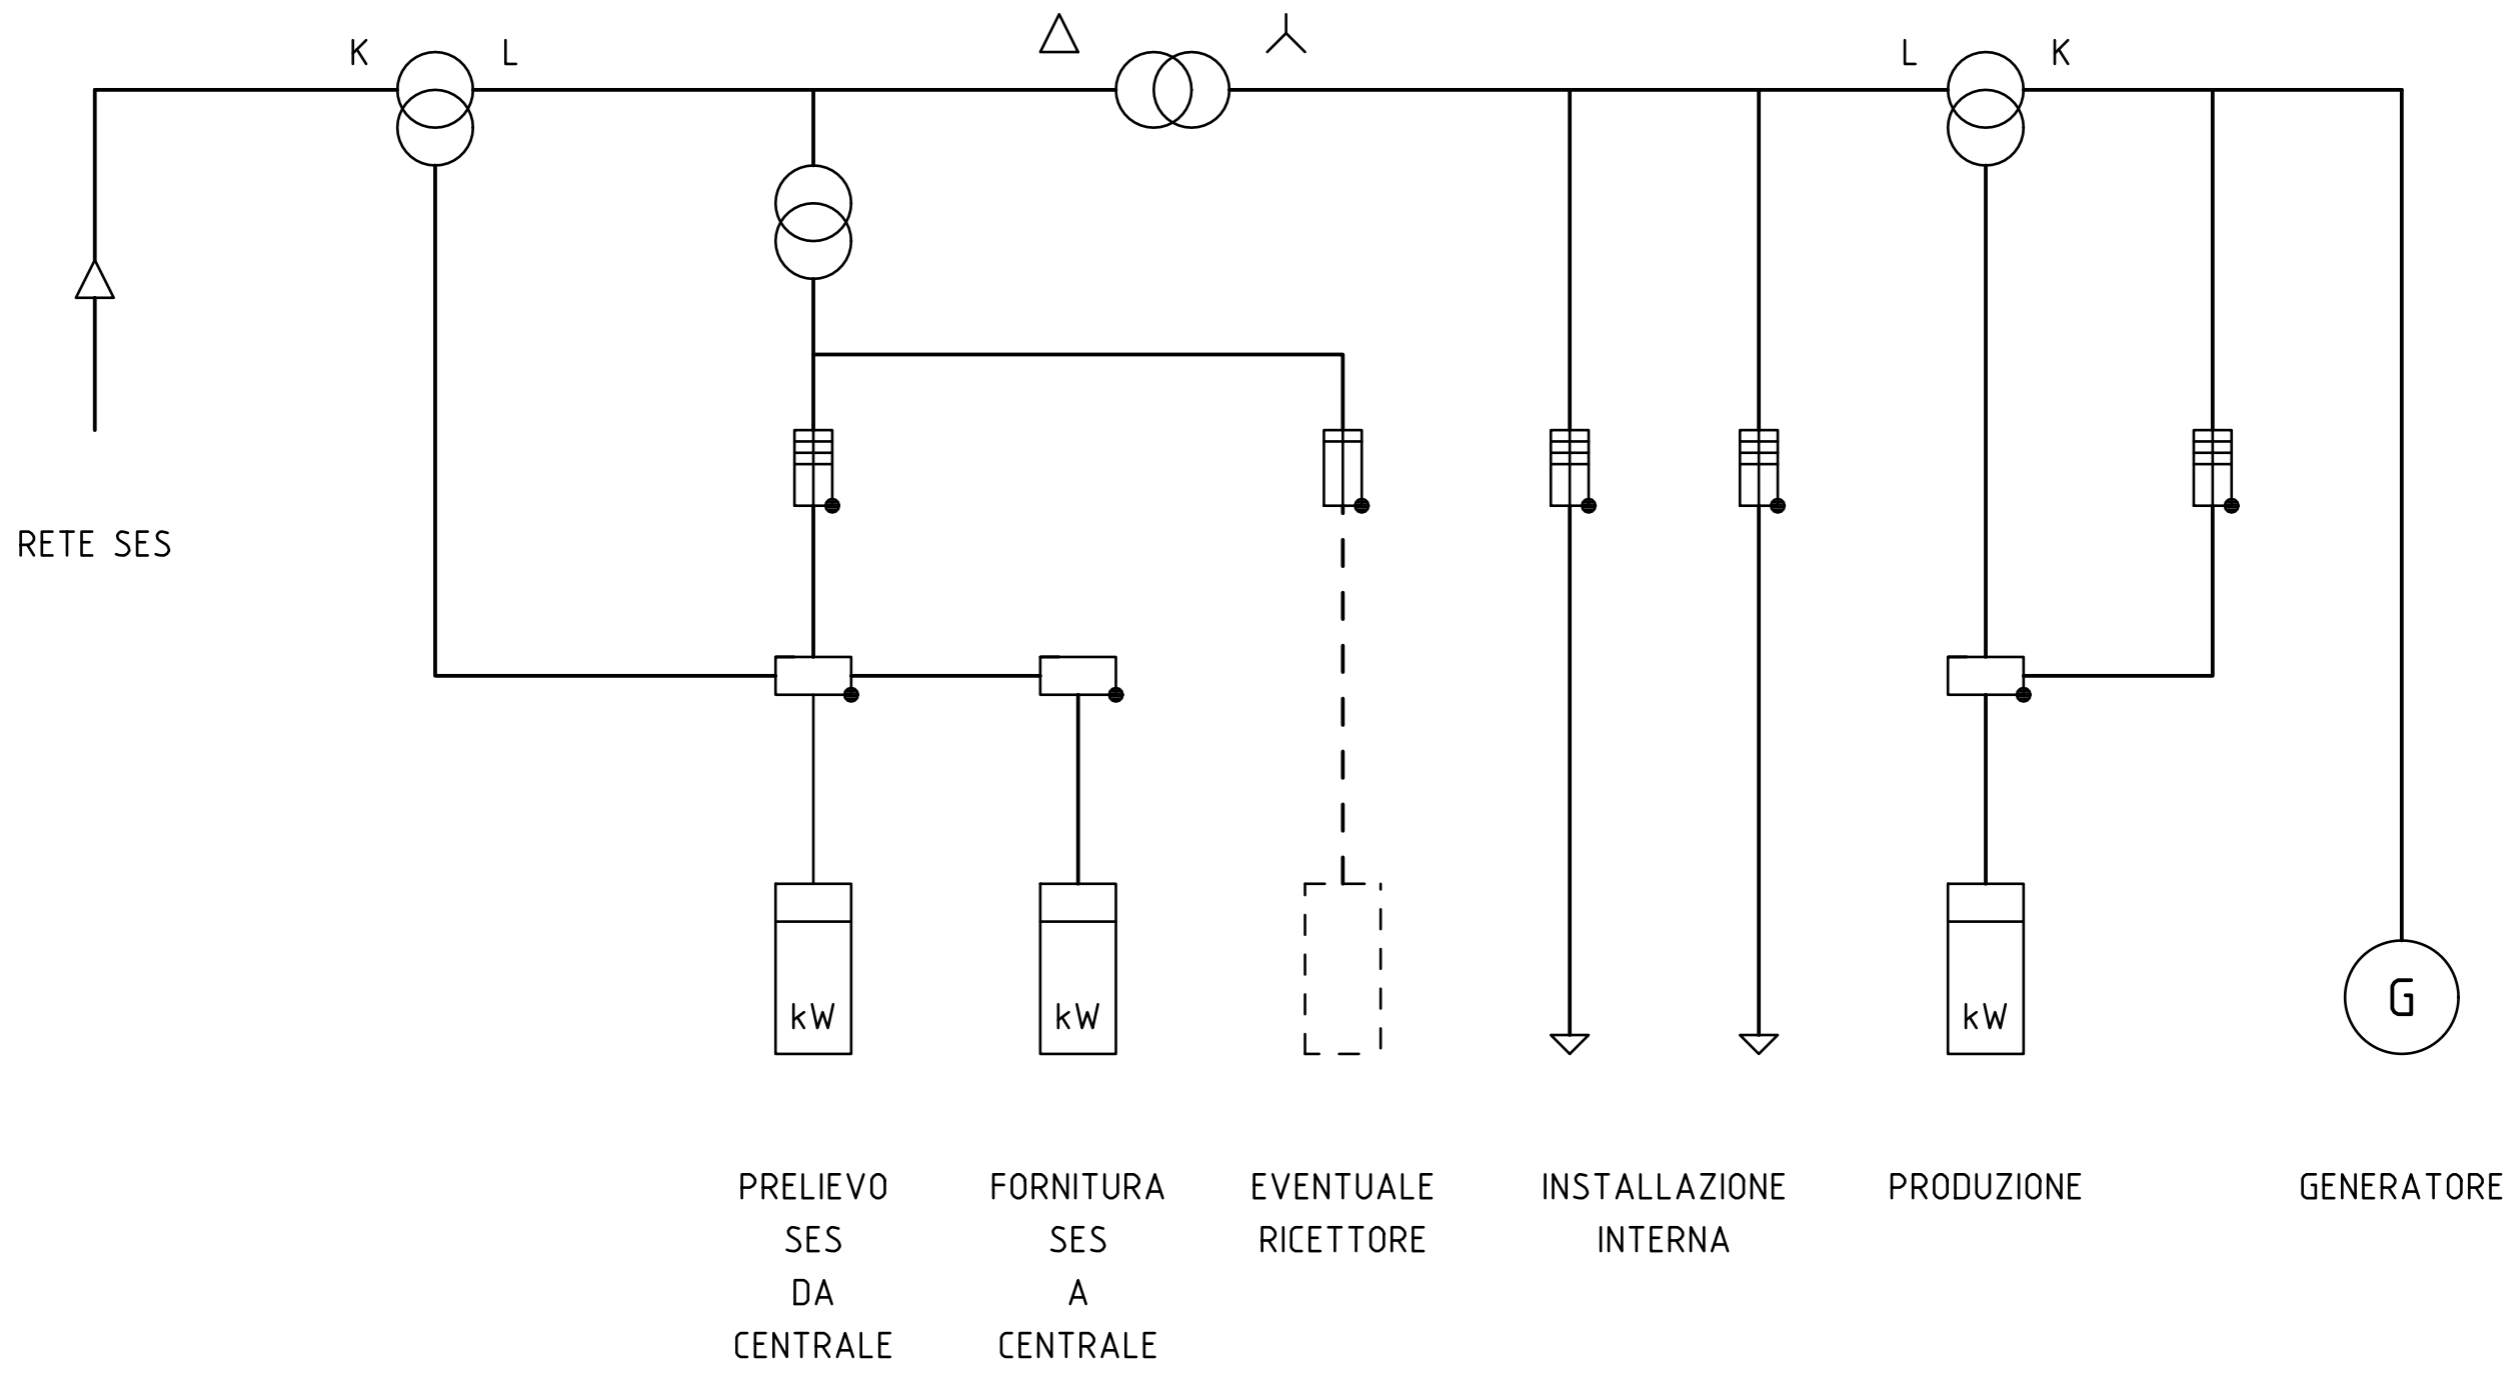 K
L
L
K
RETE SES
kW
kW
kW
G
PRELIEVO
SES
DA
CENTRALE
FORNITURA
SES
A
CENTRALE
EVENTUALE
RICETTORE
INSTALLAZIONE
INTERNA
PRODUZIONE
GENERATORE